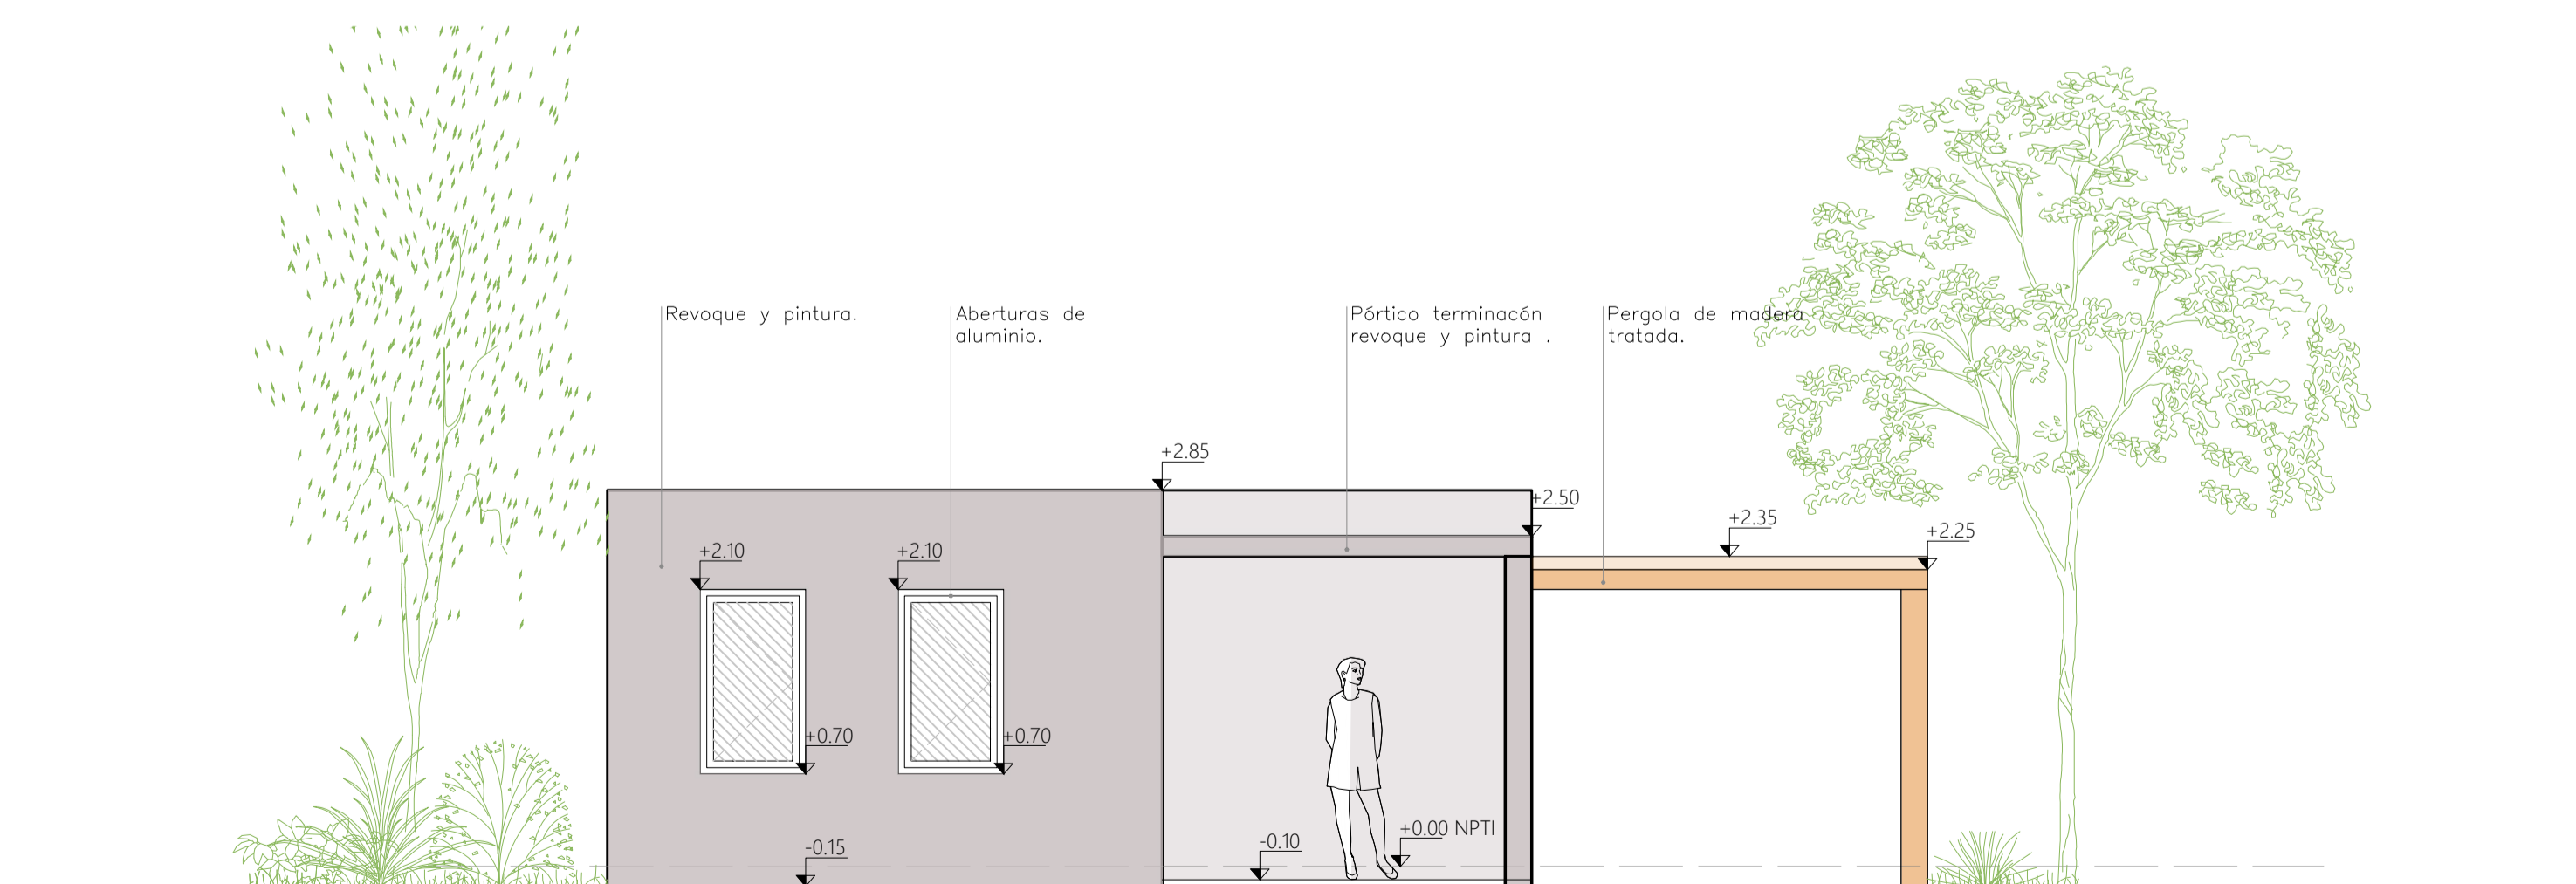 Revoque y pintura.
Aberturas de
aluminio.
Pórtico terminacón
revoque y pintura .
Pergola de madera
tratada.
+2.85
+2.50
+2.35
+2.25
+2.10
+2.10
+0.70
+0.70
+0.00 NPTI
-0.10
-0.15